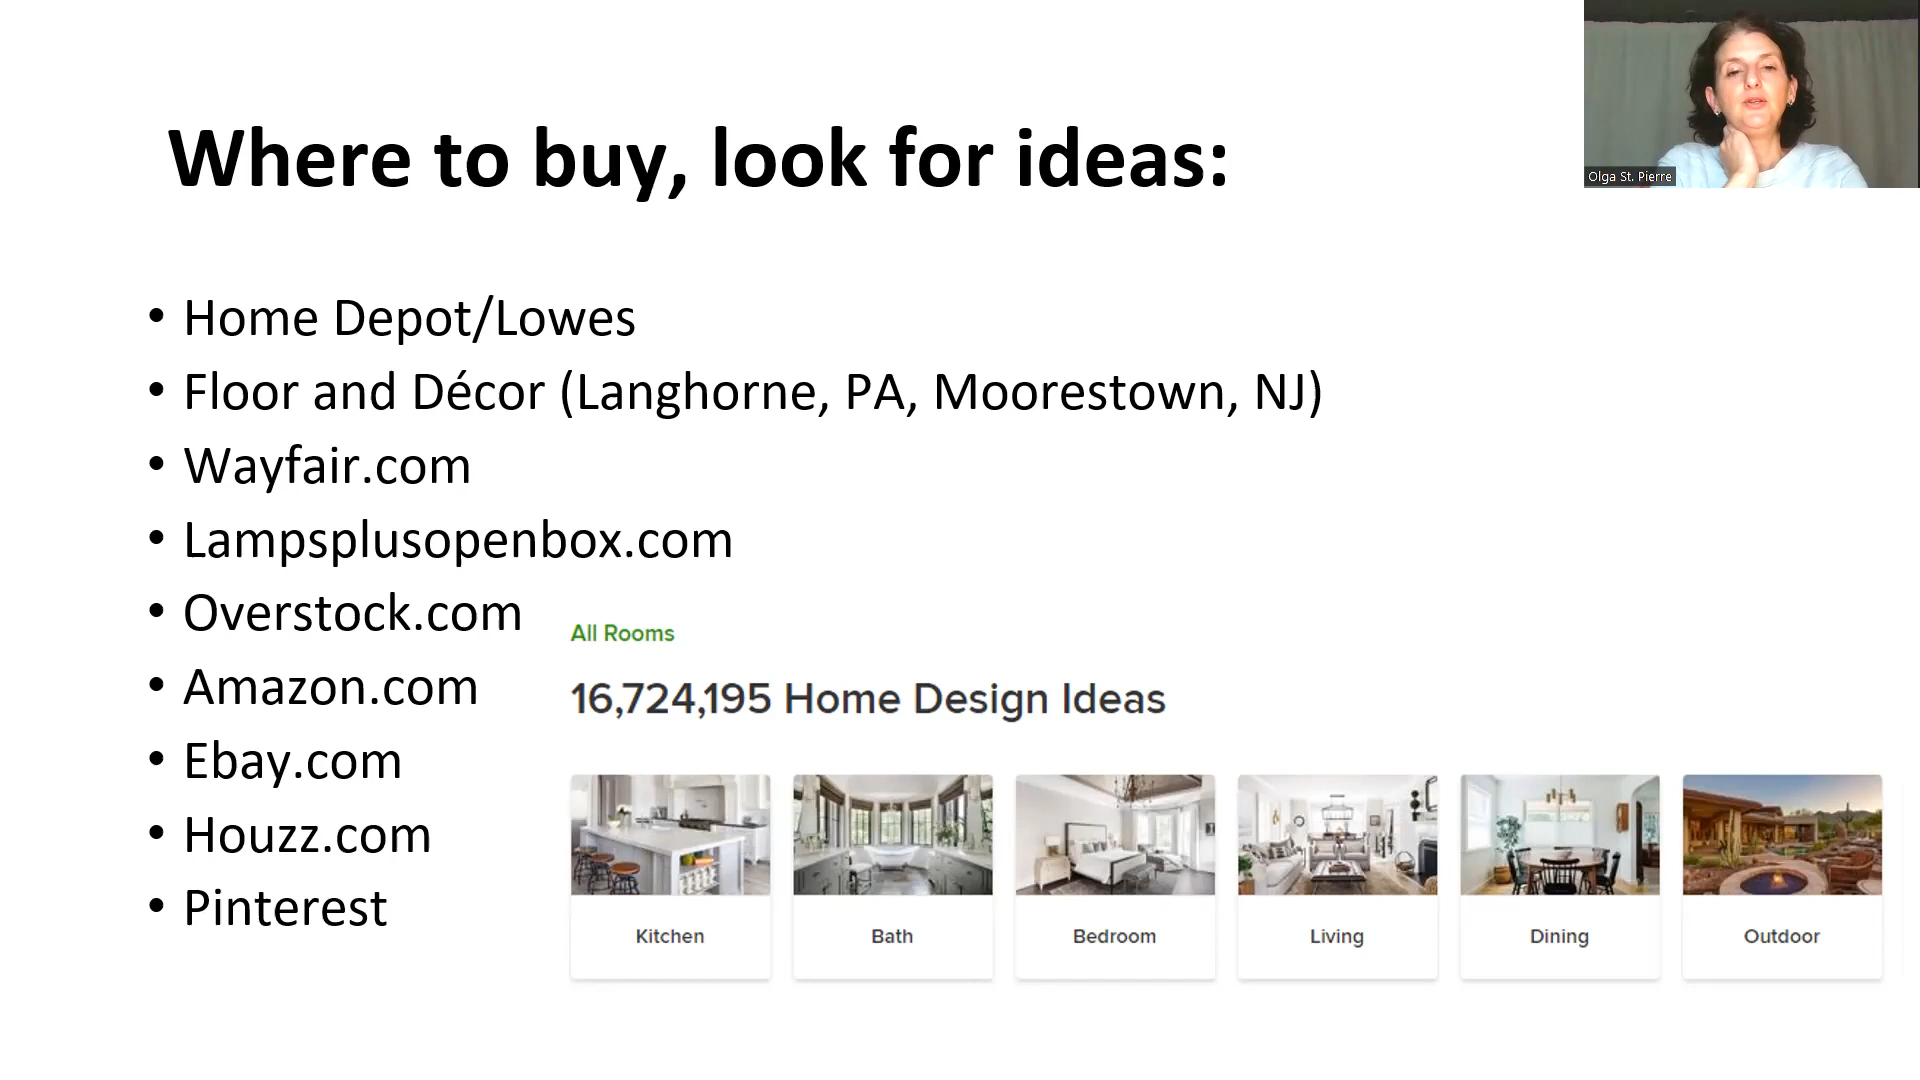 Where to buy, look for ideas:
Olga St. Pierre
• Home Depot/Lowes
• Floor and Décor (Langhorne, PA, Moorestown, NJ)
• Wayfair.com
• Lampsplusopenbox.com
• Overstock.com
• Amazon.com
• Ebay.com
• Houzz.com
• Pinterest
All Rooms
16,724,195 Home Design Ideas
Kitchen
Bath
Bedroom
Living
Dining
Outdoor